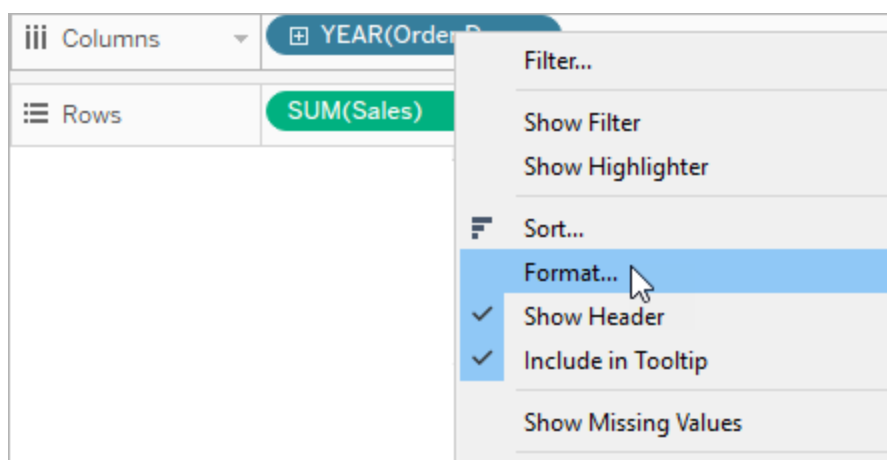 Columns
YEAR(Order
Filter...
Rows
SUM(Sales)
Show Filter
Show Highlighter
Sort...
Format...
Show Header
Include in Tooltip
Show Missing Values